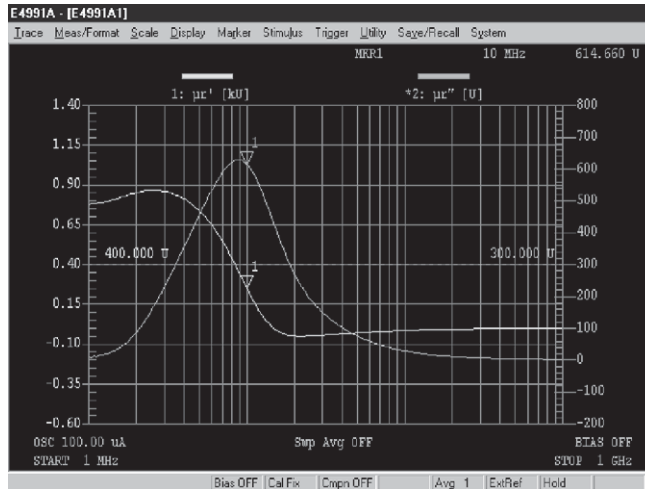 E4991A - [E4991A1]
Trace Meas/Format Scale Display Marker Stimulus Trigger Utility Save/Recall System
MKR1 10 MHz 614.660 U
1: µr' [kU] *2: µr" [U]
1.40 800
1.15 700
0.90 600
0.65 500
0.40 400
0.15 300
-0.10 200
-0.35 100
-0.60 0
-100
-200
400.000 U 300.000 U
1
1
OSC 100.00 uA Swp Avg OFF BIAS OFF
START 1 MHz STOP 1 GHz
Bias OFF Cal Fix Cmpn OFF Avg 1 ExtRef Hold